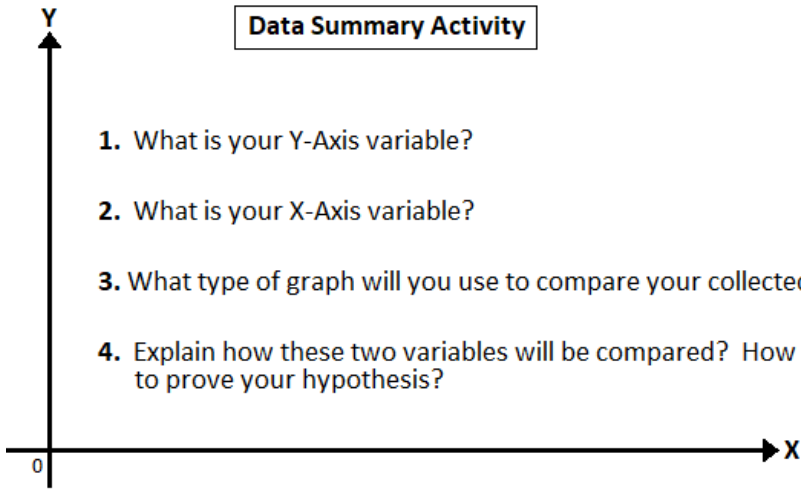 Y
Data Summary Activity
1. What is your Y-Axis variable?
2. What is your X-Axis variable?
3. What type of graph will you use to compare your collected
4. Explain how these two variables will be compared? How
to prove your hypothesis?
X
0